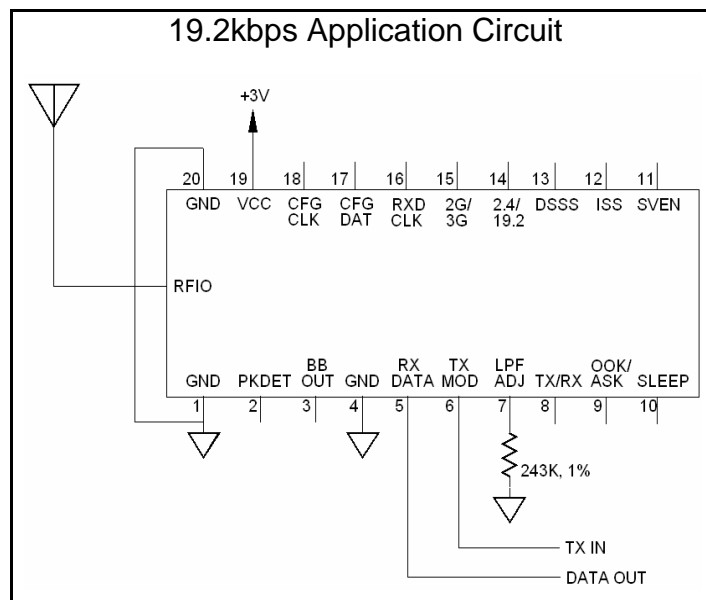 19.2kbps Application Circuit
+3V
20 19 18 17 16 15 14 13 12 11
GND VCC CFG CLK CFG DAT RXD CLK 2G/ 3G 2.4/ 19.2 DSSS ISS SVEN
RFIO
GND PKDET BB OUT GND RX DATA TX MOD LPF ADJ TX/RX OOK/ ASK SLEEP
1 2 3 4 5 6 7 8 9 10
243K, 1%
TX IN
DATA OUT